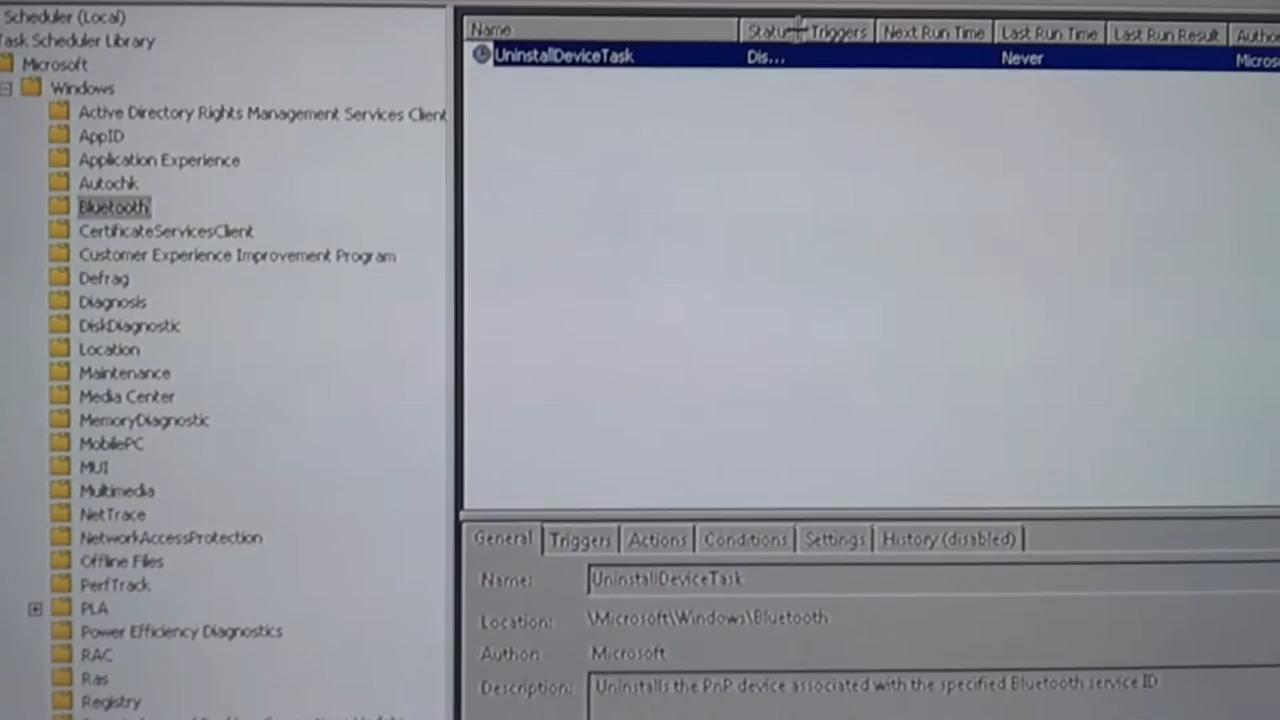 Scheduler (Local)
Task Scheduler Library
Microsoft
Windows
Active Directory Rights Management Services Client
AppID
Application Experience
Autochk
Bluetooth
CertificateServicesClient
Customer Experience Improvement Program
Defrag
Diagnosis
DiskDiagnostic
Location
Maintenance
Media Center
MemoryDiagnostic
MobilePC
MUI
Multimedia
NetTrace
NetworkAccessProtection
Offline Files
PerfTrack
PLA
Power Efficiency Diagnostics
RAC
Ras
Registry
Name Status Triggers Next Run Time Last Run Time Last Run Result Autho
UninstallDeviceTask Dis... Never Micros
General Triggers Actions Conditions Settings History (disabled)
Name: UninstallDeviceTask
Location: \Microsoft\Windows\Bluetooth
Author: Microsoft
Description: Uninstalls the PnP device associated with the specified Bluetooth service ID